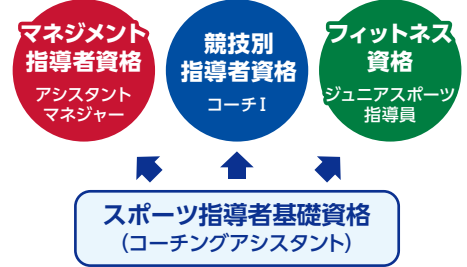 マネジメント
指導者資格
アシスタント
マネジャー
競技別
指導者資格
コーチI
フィットネス
資格
ジュニアスポーツ
指導員
スポーツ指導者基礎資格
(コーチングアシスタント)